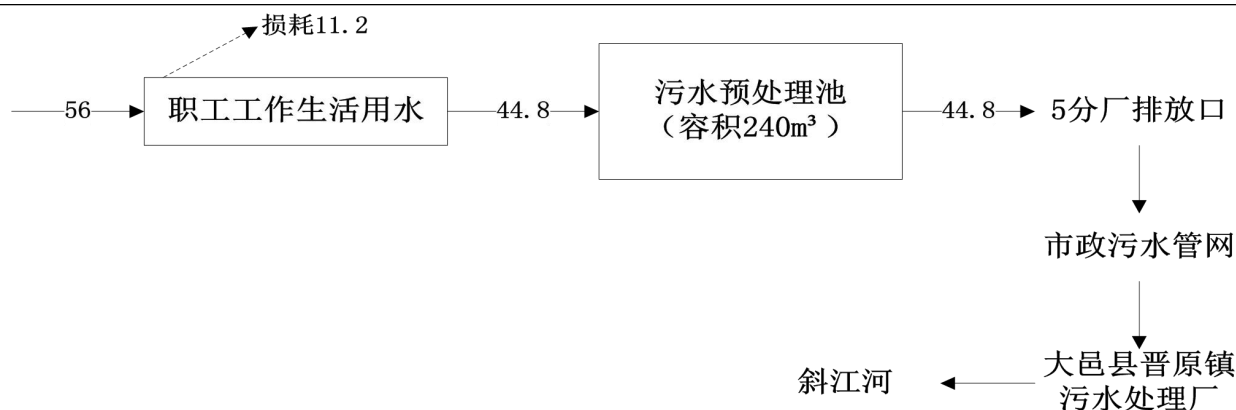 损耗11.2
56
职工工作生活用水
44.8
污水预处理池
（容积240m³）
44.8
5分厂排放口
市政污水管网
大邑县晋原镇
污水处理厂
斜江河